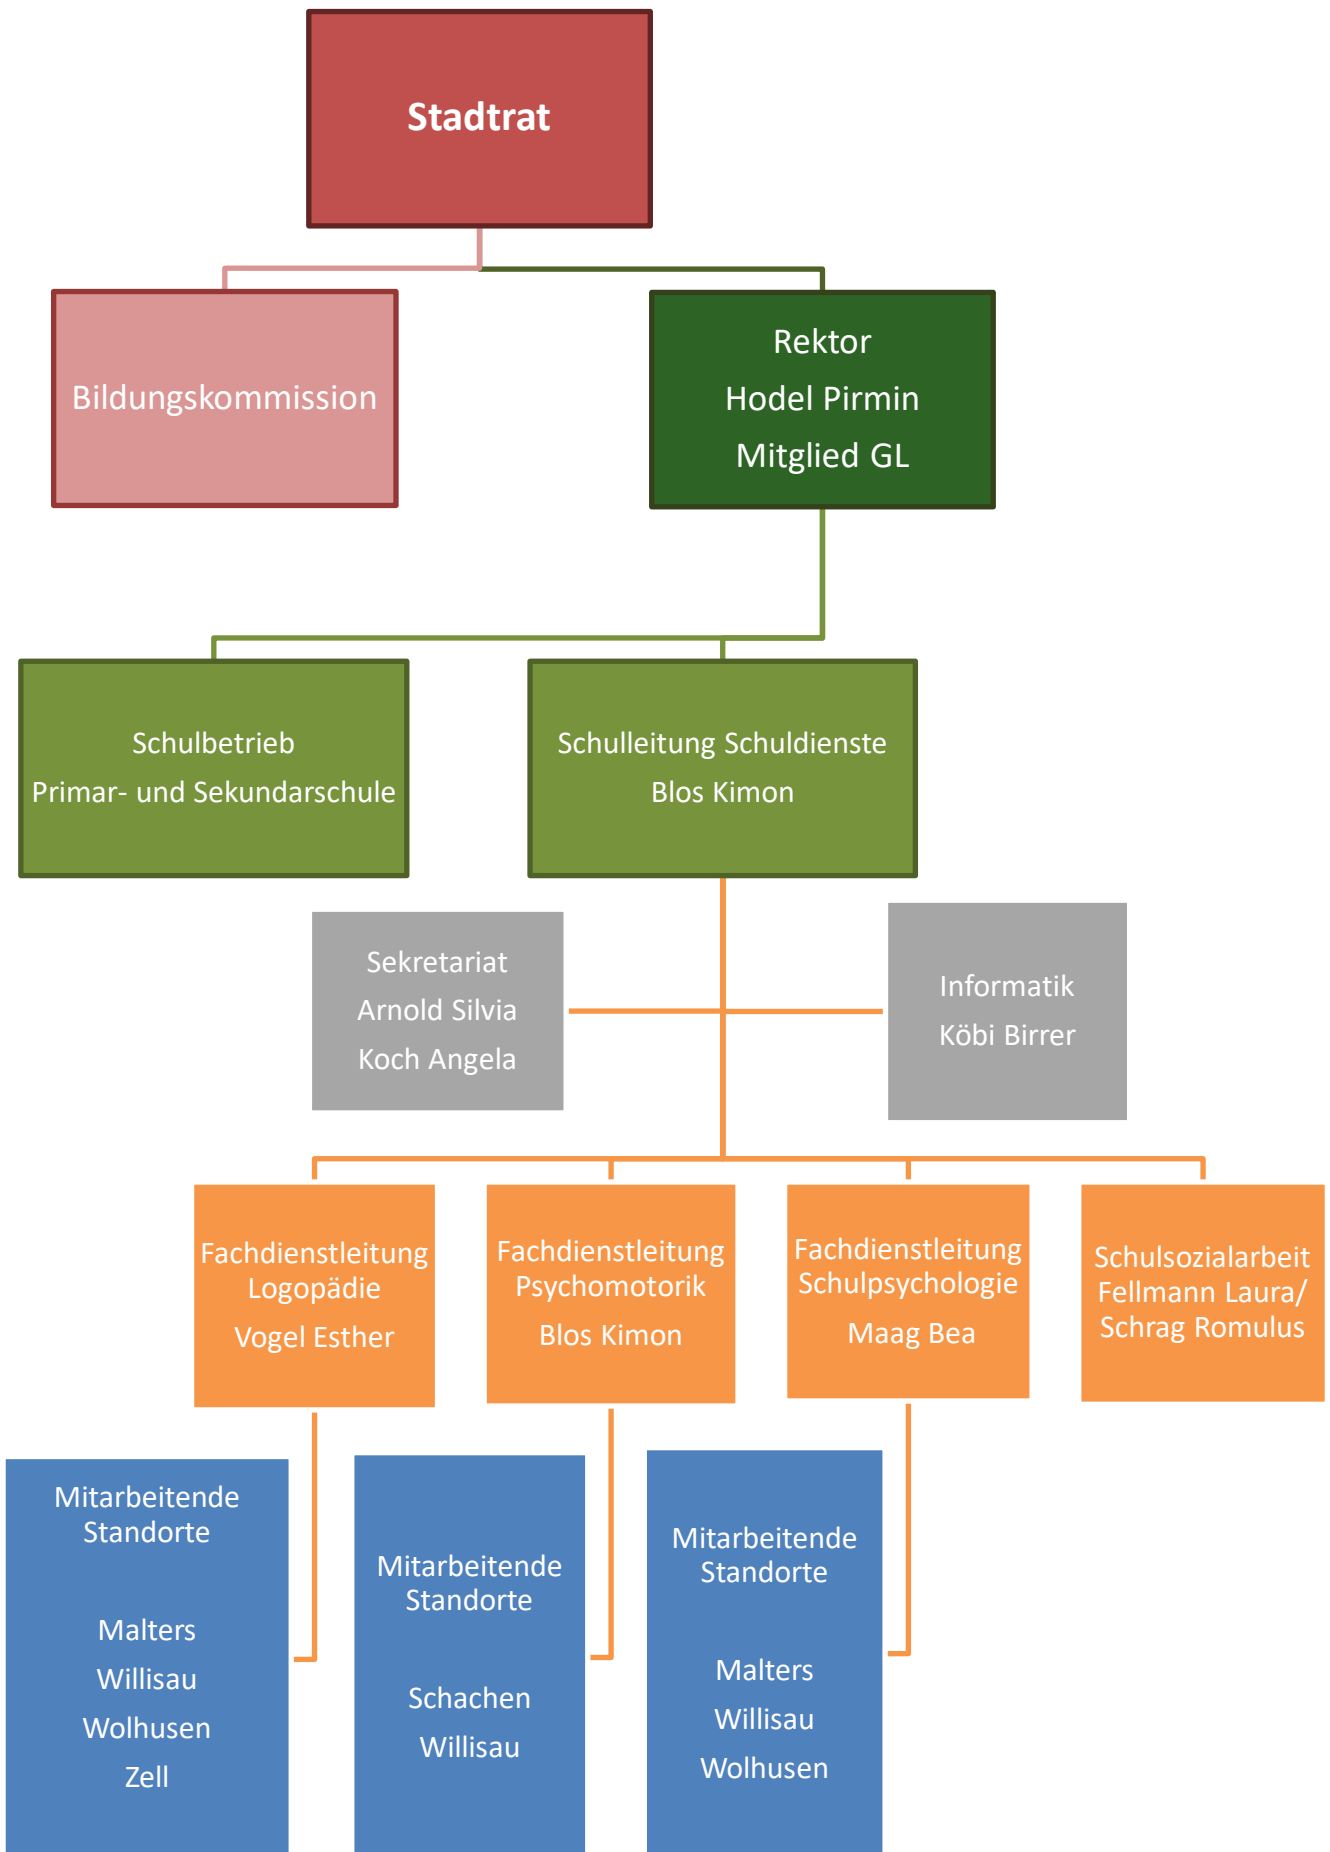 Stadtrat
Bildungskommission
Rektor
Hodel Pirmin
Mitglied GL
Schulbetrieb
Primar- und Sekundarschule
Schulleitung Schuldienste
Blos Kimon
Sekretariat
Arnold Silvia
Koch Angela
Informatik
Köbi Birrer
Fachdienstleitung
Logopädie
Vogel Esther
Fachdienstleitung
Psychomotorik
Blos Kimon
Fachdienstleitung
Schulpsychologie
Maag Bea
Schulsozialarbeit
Fellmann Laura/
Schrag Romulus
Mitarbeitende
Standorte
Malters
Willisau
Wolhusen
Zell
Mitarbeitende
Standorte
Schachen
Willisau
Mitarbeitende
Standorte
Malters
Willisau
Wolhusen